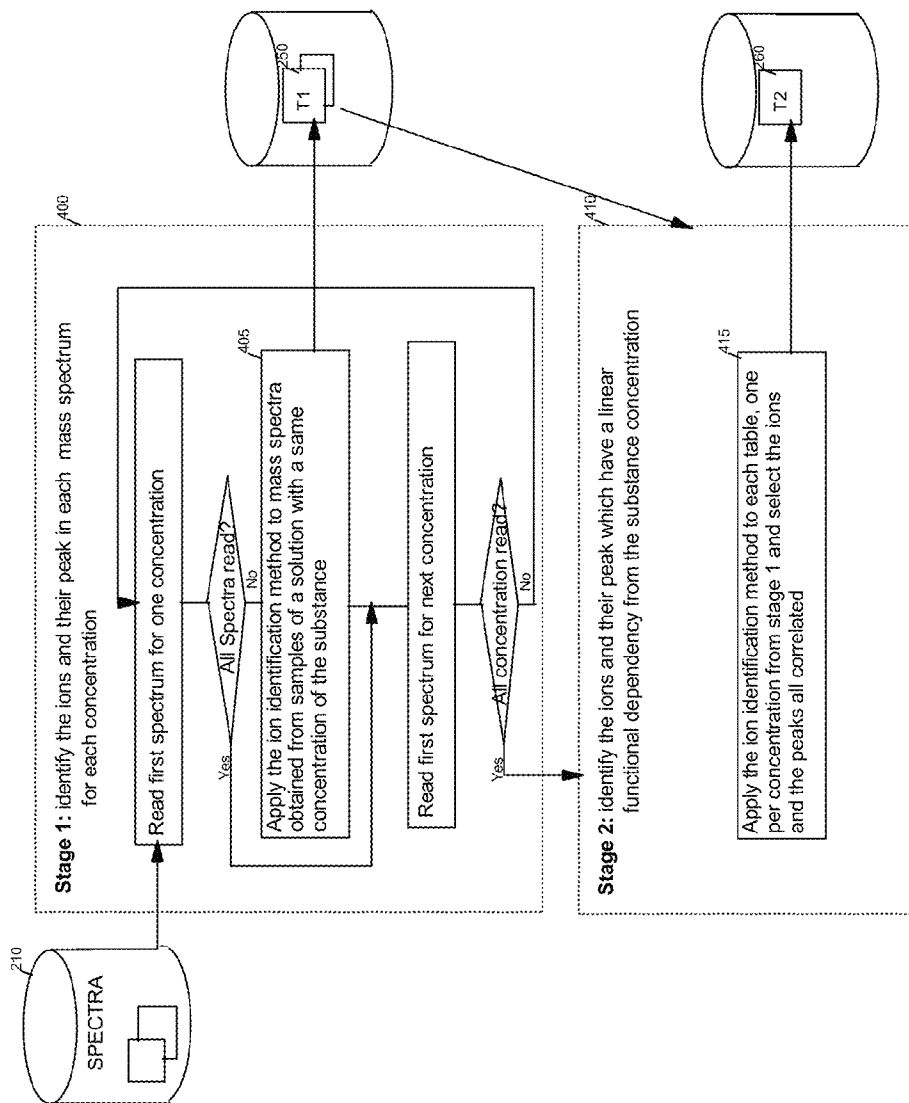 210
SPECTRA
400
Stage 1: identify the ions and their peak in each mass spectrum
for each concentration
Read first spectrum for one concentration
All Spectra read?
Yes
No
405
Apply the ion identification method to mass spectra
obtained from samples of a solution with a same
concentration of the substance
Read first spectrum for next concentration
All concentration read?
Yes
No
250
T1
410
Stage 2: identify the ions and their peak which have a linear
functiional dependency from the substance concentration
415
Apply the ion identification method to each table, one
per concentration from stage 1 and select the ions
and the peaks all correlated
260
T2